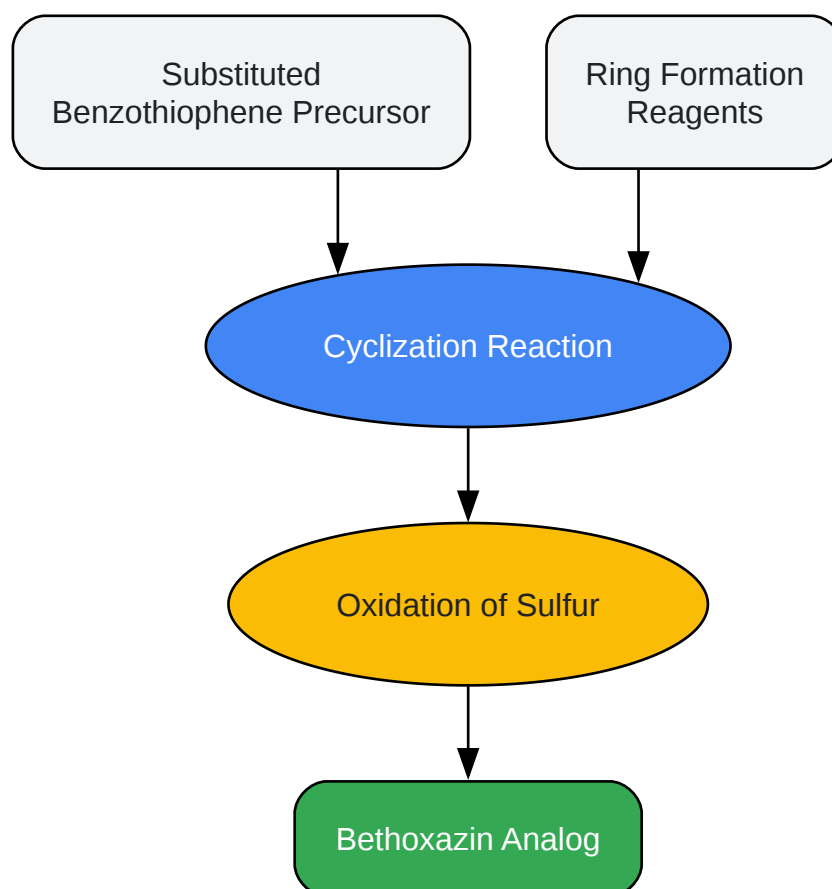 Substituted
Benzothiophene Precursor
Ring Formation
Reagents
Cyclization Reaction
Oxidation of Sulfur
Bethoxazin Analog